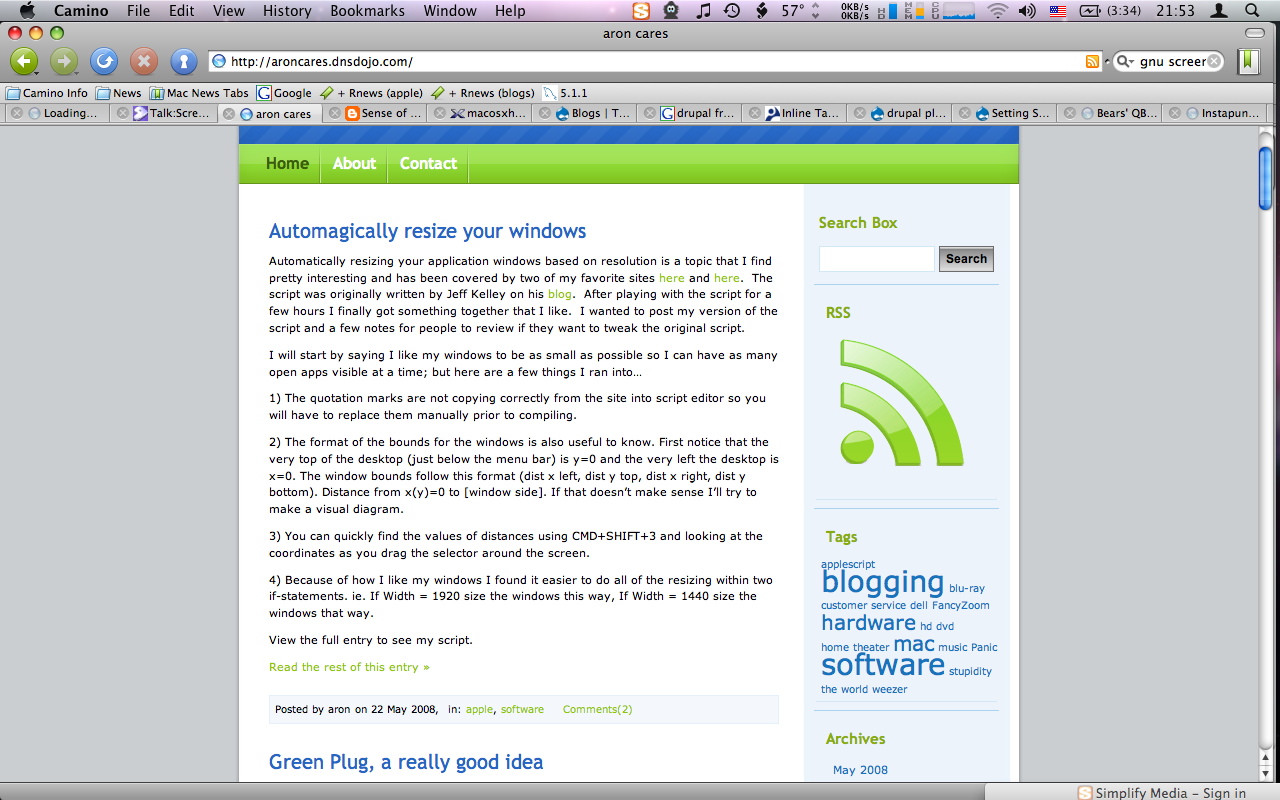 Camino File Edit View History Bookmarks Window Help 57° 0KB/s 0KB/s HD MEM CPU (3:34) 21:53
aron cares
http://aroncares.dnsdojo.com/ gnu screer
Camino Info News Mac News Tabs Google + Rnews (apple) + Rnews (blogs) 5.1.1
Loading... Talk:Scre... aron cares Sense of ... macosxh... Blogs | T... drupal fr... Inline Ta... drupal pl... Setting S... Bears' QB... Instapun...
Home About Contact
Automagically resize your windows
Automatically resizing your application windows based on resolution is a topic that I find
pretty interesting and has been covered by two of my favorite sites here and here. The
script was originally written by Jeff Kelley on his blog. After playing with the script for a
few hours I finally got something together that I like. I wanted to post my version of the
script and a few notes for people to review if they want to tweak the original script.
I will start by saying I like my windows to be as small as possible so I can have as many
open apps visible at a time; but here are a few things I ran into...
1) The quotation marks are not copying correctly from the site into script editor so you
will have to replace them manually prior to compiling.
2) The format of the bounds for the windows is also useful to know. First notice that the
very top of the desktop (just below the menu bar) is y=0 and the very left the desktop is
x=0. The window bounds follow this format (dist x left, dist y top, dist x right, dist y
bottom). Distance from x(y)=0 to [window side]. If that doesn't make sense I'll try to
make a visual diagram.
3) You can quickly find the values of distances using CMD+SHIFT+3 and looking at the
coordinates as you drag the selector around the screen.
4) Because of how I like my windows I found it easier to do all of the resizing within two
if-statements. ie. If Width = 1920 size the windows this way, If Width = 1440 size the
windows that way.
View the full entry to see my script.
Read the rest of this entry »
Posted by aron on 22 May 2008, in: apple, software Comments(2)
Green Plug, a really good idea
Search Box
Search
RSS
Tags
applescript
blogging blu-ray
customer service dell FancyZoom
hardware hd dvd
home theater mac music Panic
software stupidity
the world weezer
Archives
May 2008
Simplify Media – Sign in